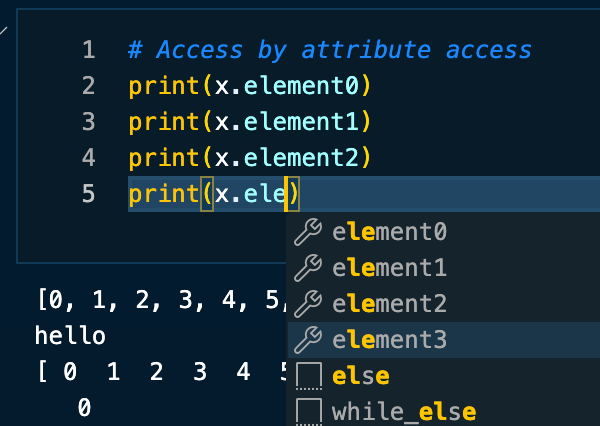 1 # Access by attribute access
2 print(x.element0)
3 print(x.element1)
4 print(x.element2)
5 print(x.ele)
element0
element1
element2
element3
else
while_else
[0, 1, 2, 3, 4, 5,
hello
[ 0 1 2 3 4 5
0